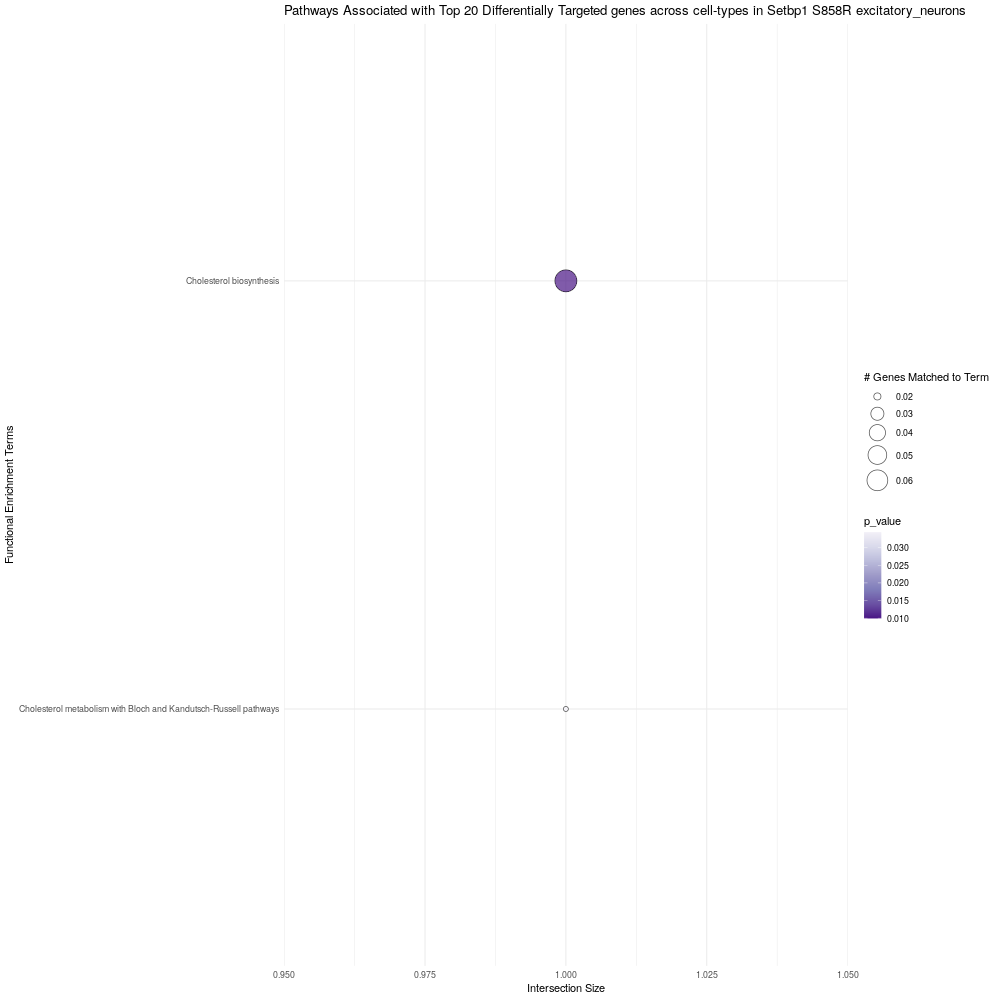 Pathways Associated with Top 20 Differentially Targeted genes across cell-types in Setbp1 S858R excitatory_neurons
Functional Enrichment Terms
Cholesterol biosynthesis
Cholesterol metabolism with Bloch and Kandutsch-Russell pathways
0.950
0.975
1.000
1.025
1.050
Intersection Size
# Genes Matched to Term
0.02
0.03
0.04
0.05
0.06
p_value
0.030
0.025
0.020
0.015
0.010